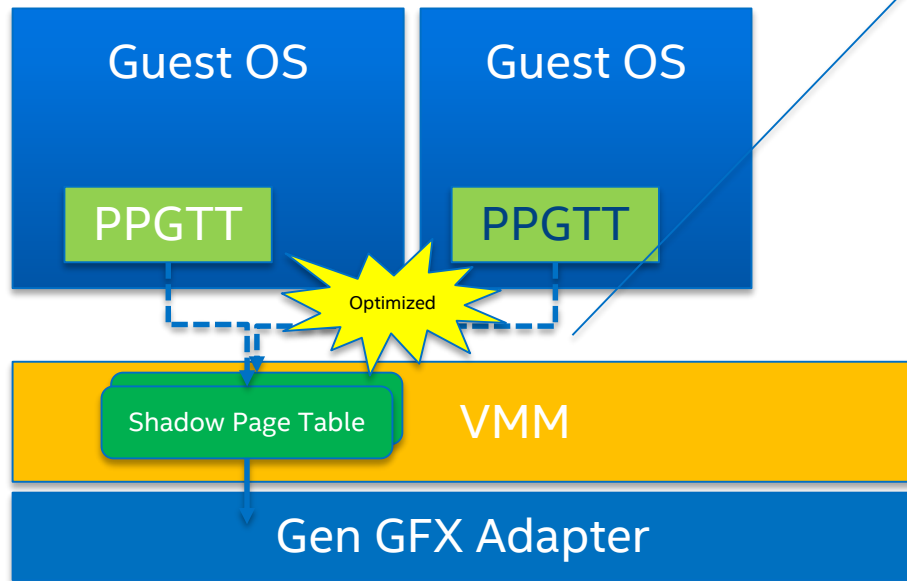 Guest OS
Guest OS
PPGTT
PPGTT
Optimized
Shadow Page Table
VMM
Gen GFX Adapter